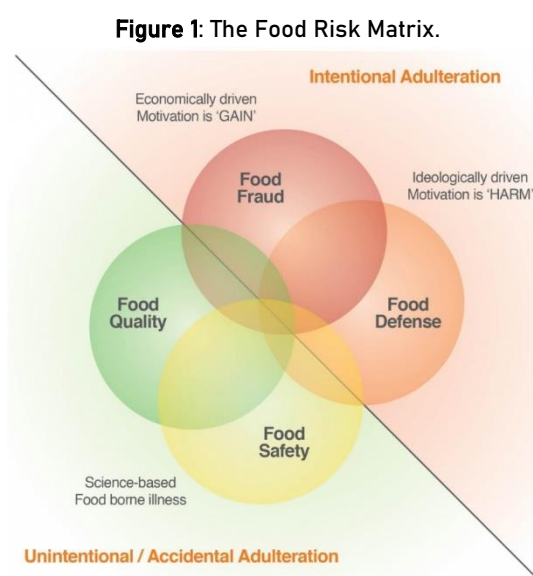 Figure 1: The Food Risk Matrix.
Intentional Adulteration
Economically driven
Motivation is ‘GAIN’
Food
Fraud
Ideologically driven
Motivation is ‘HARM’
Food
Quality
Food
Defense
Food
Safety
Science-based
Food borne illness
Unintentional / Accidental Adulteration